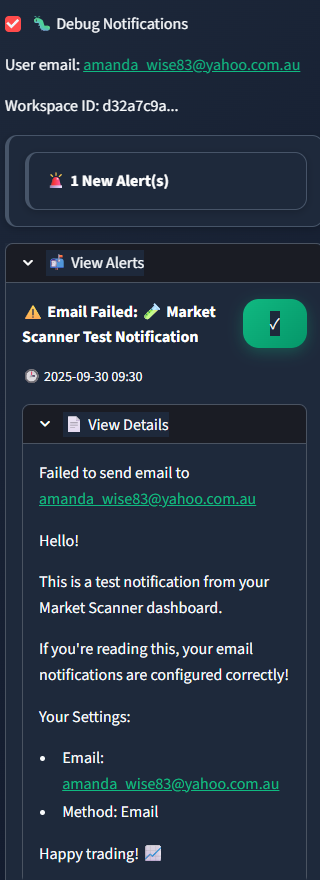 🐛 Debug Notifications
User email: amanda_wise83@yahoo.com.au
Workspace ID: d32a7c9a...
🚨 1 New Alert(s)
📬 View Alerts
⚠️ Email Failed: 🧪 Market
Scanner Test Notification
✓
🕒 2025-09-30 09:30
📄 View Details
Failed to send email to
amanda_wise83@yahoo.com.au
Hello!
This is a test notification from your
Market Scanner dashboard.
If you're reading this, your email
notifications are configured correctly!
Your Settings:
• Email:
amanda_wise83@yahoo.com.au
• Method: Email
Happy trading! 📈